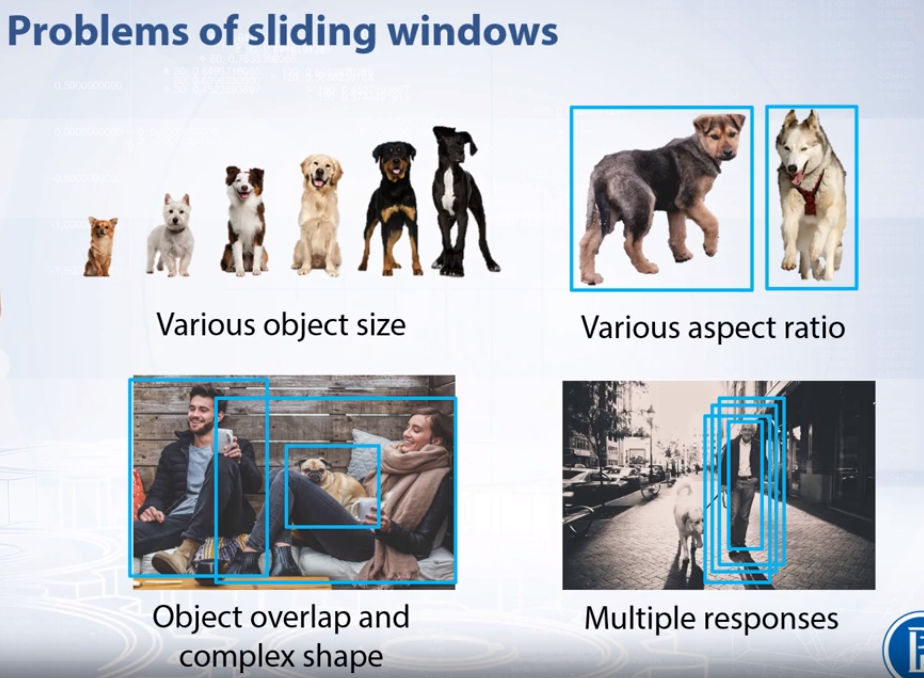 Problems of sliding windows
Various object size
Various aspect ratio
Object overlap and
complex shape
Multiple responses